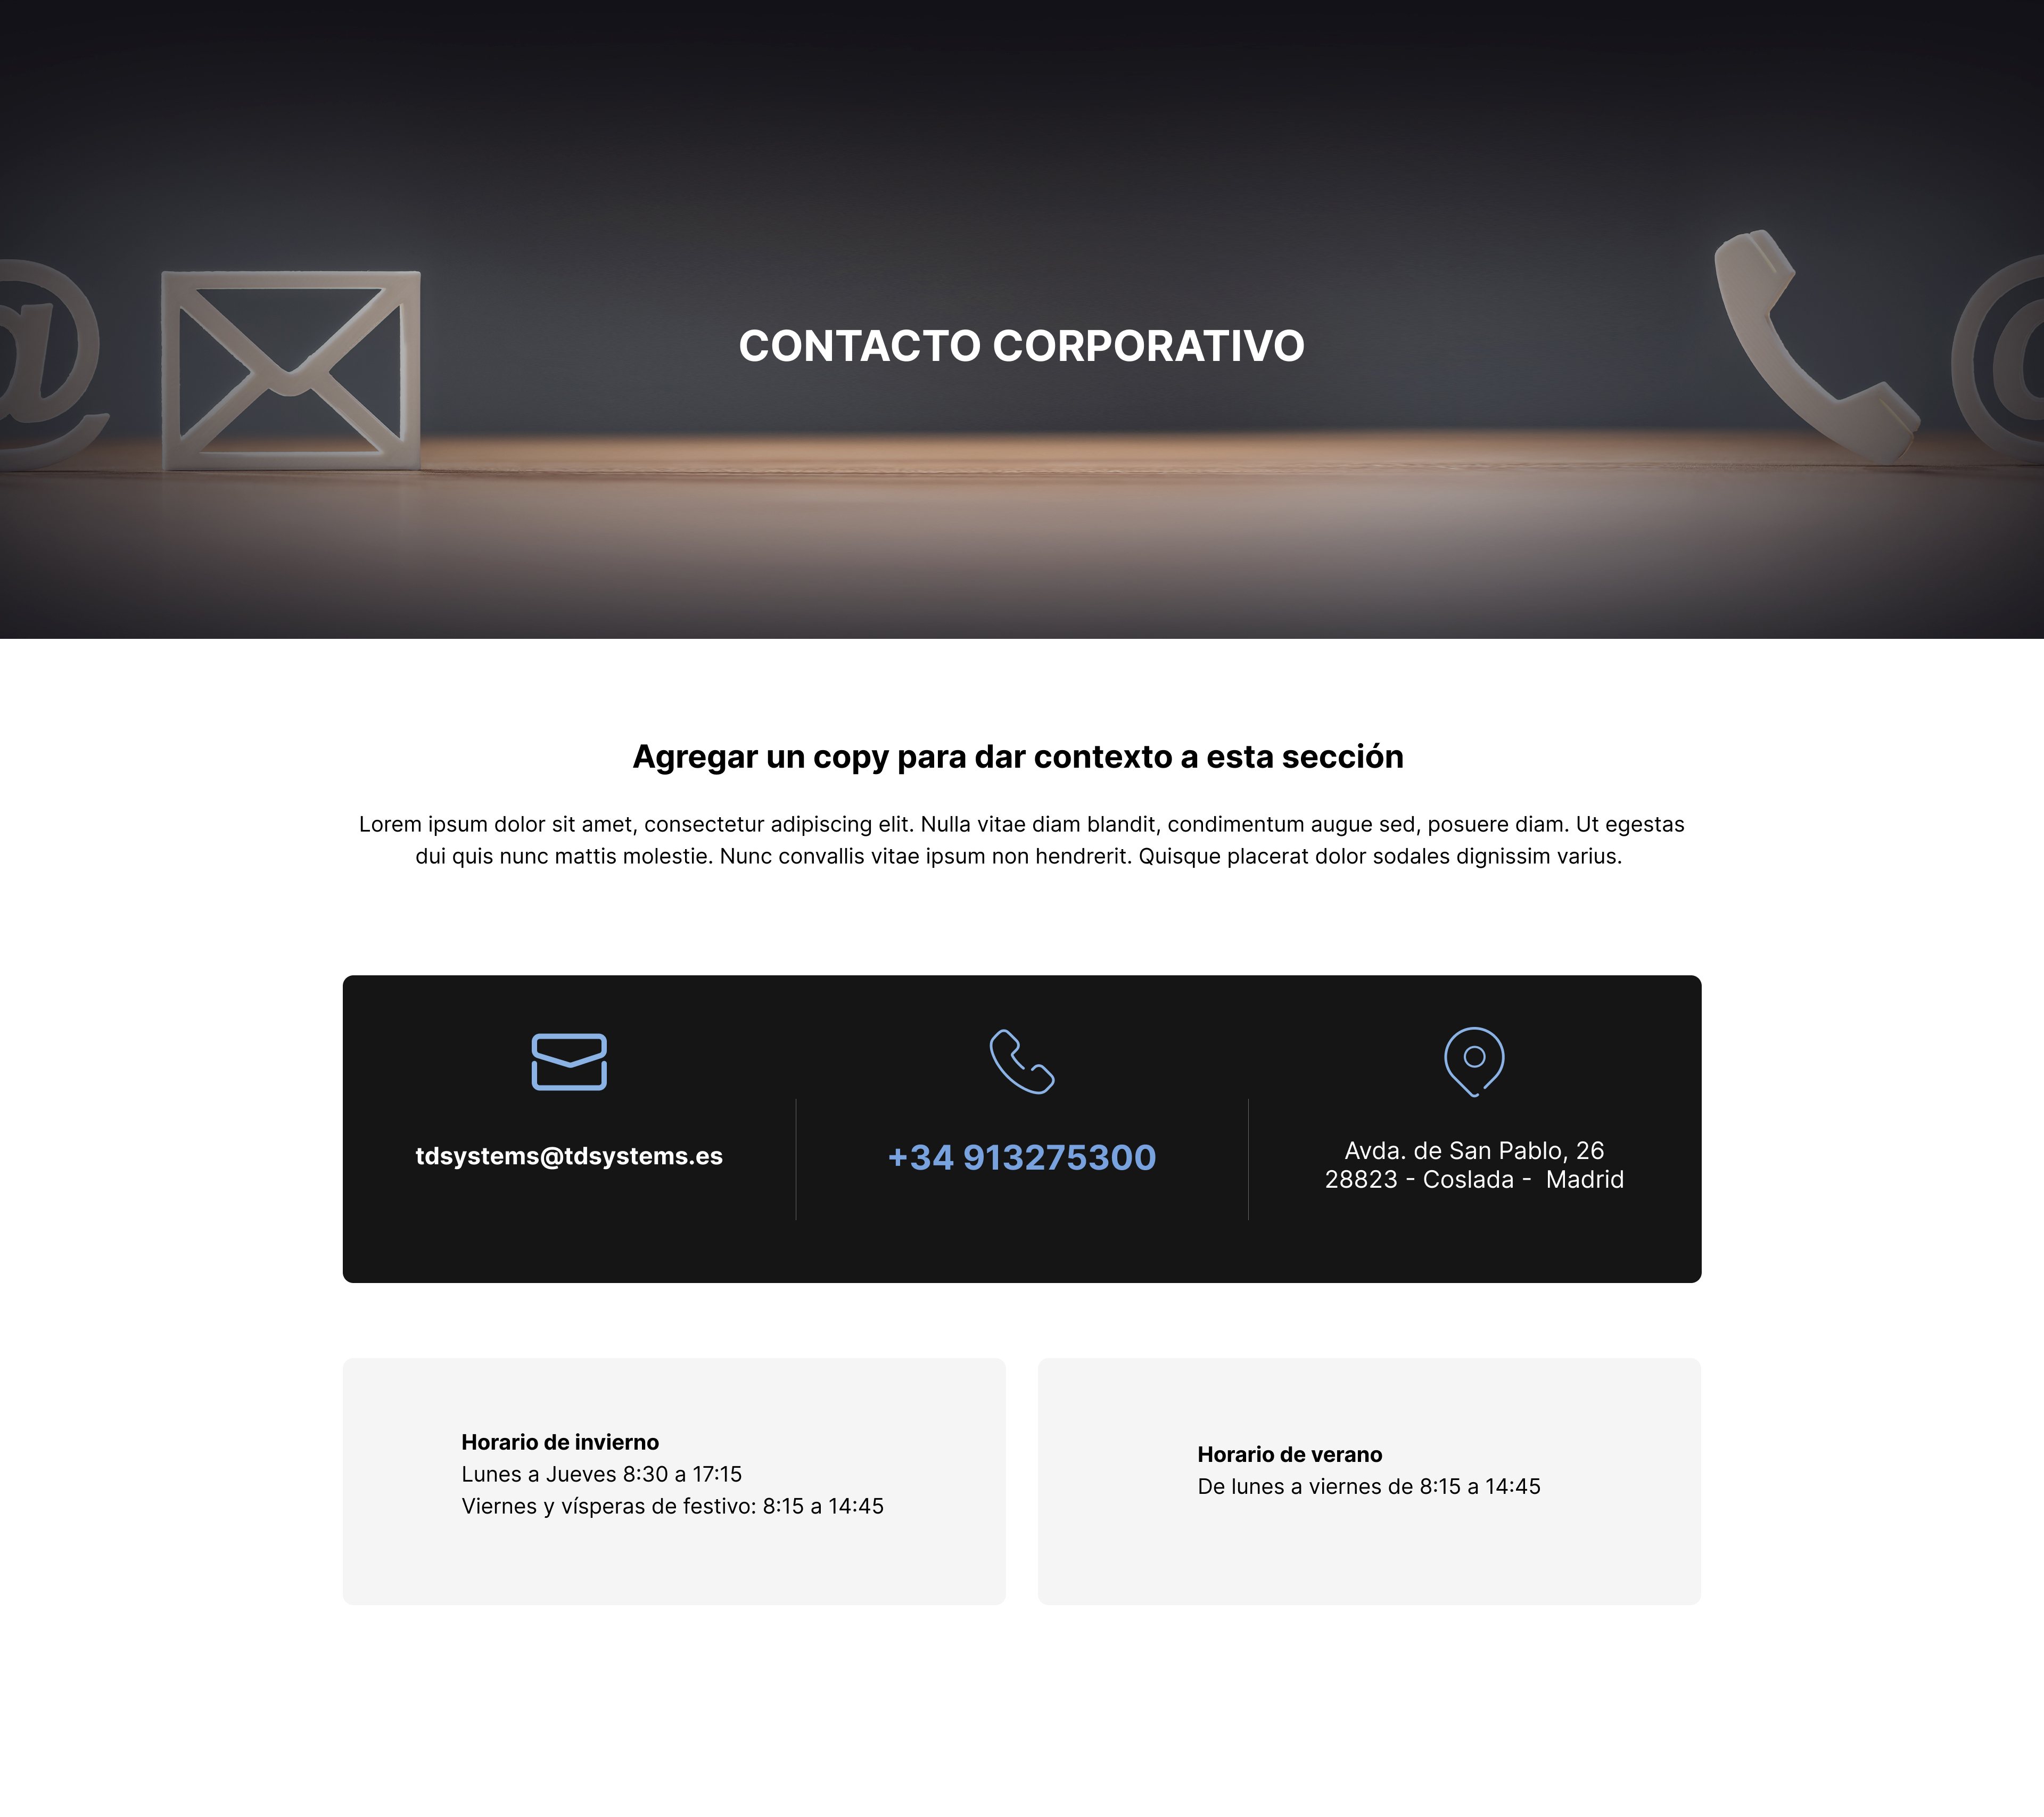 CONTACTO CORPORATIVO
Agregar un copy para dar contexto a esta sección
Lorem ipsum dolor sit amet, consectetur adipiscing elit. Nulla vitae diam blandit, condimentum augue sed, posuere diam. Ut egestas
dui quis nunc mattis molestie. Nunc convallis vitae ipsum non hendrerit. Quisque placerat dolor sodales dignissim varius.
tdsystems@tdsystems.es
+34 913275300
Avda. de San Pablo, 26
28823 - Coslada -  Madrid
Horario de invierno
Lunes a Jueves 8:30 a 17:15
Viernes y vísperas de festivo: 8:15 a 14:45
Horario de verano
De lunes a viernes de 8:15 a 14:45